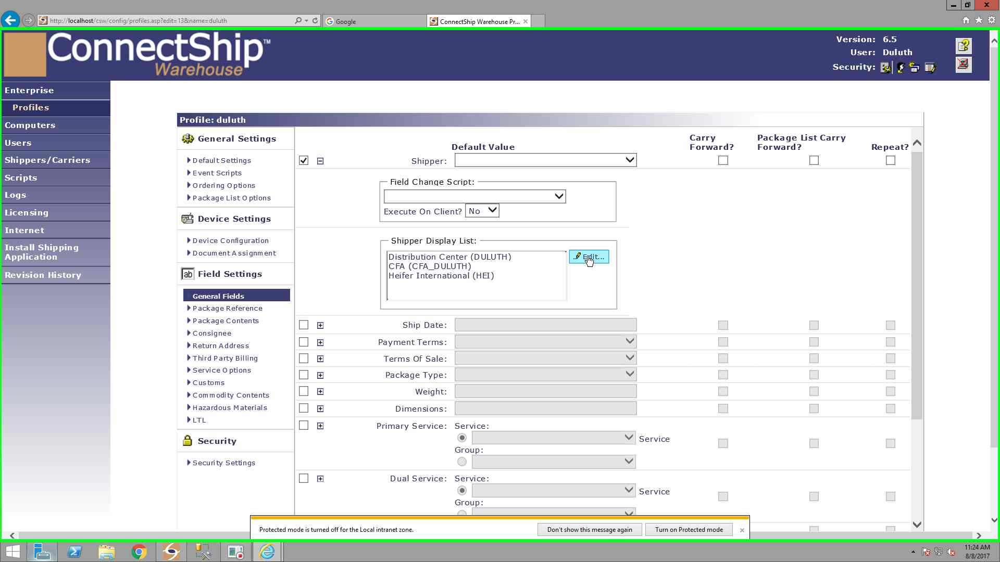 http://localhost/csw/config/profiles.asp?edit=13&name=duluth
Google
ConnectShip Warehouse Pr...
ConnectShip™
Warehouse
Version: 6.5
User: Duluth
Security:
Enterprise
Profiles
Computers
Users
Shippers/Carriers
Scripts
Logs
Licensing
Internet
Install Shipping
Application
Revision History
Profile: duluth
General Settings
Default Settings
Event Scripts
Ordering Options
Package List Options
Device Settings
Device Configuration
Document Assignment
ab
Field Settings
General Fields
Package Reference
Package Contents
Consignee
Return Address
Third Party Billing
Service Options
Customs
Commodity Contents
Hazardous Materials
LTL
Security
Security Settings
Default Value
Carry
Forward?
Package List Carry
Forward?
Repeat?
Shipper:
Field Change Script:
Execute On Client? No
Shipper Display List:
Distribution Center (DULUTH)
CFA (CFA_DULUTH)
Heifer International (HEI)
Edit...
Ship Date:
Payment Terms:
Terms Of Sale:
Package Type:
Weight:
Dimensions:
Primary Service: Service:
Service
Group:
Dual Service: Service:
Service
Group:
Protected mode is turned off for the Local intranet zone.
Don't show this message again
Turn on Protected mode
11:24 AM
8/8/2017